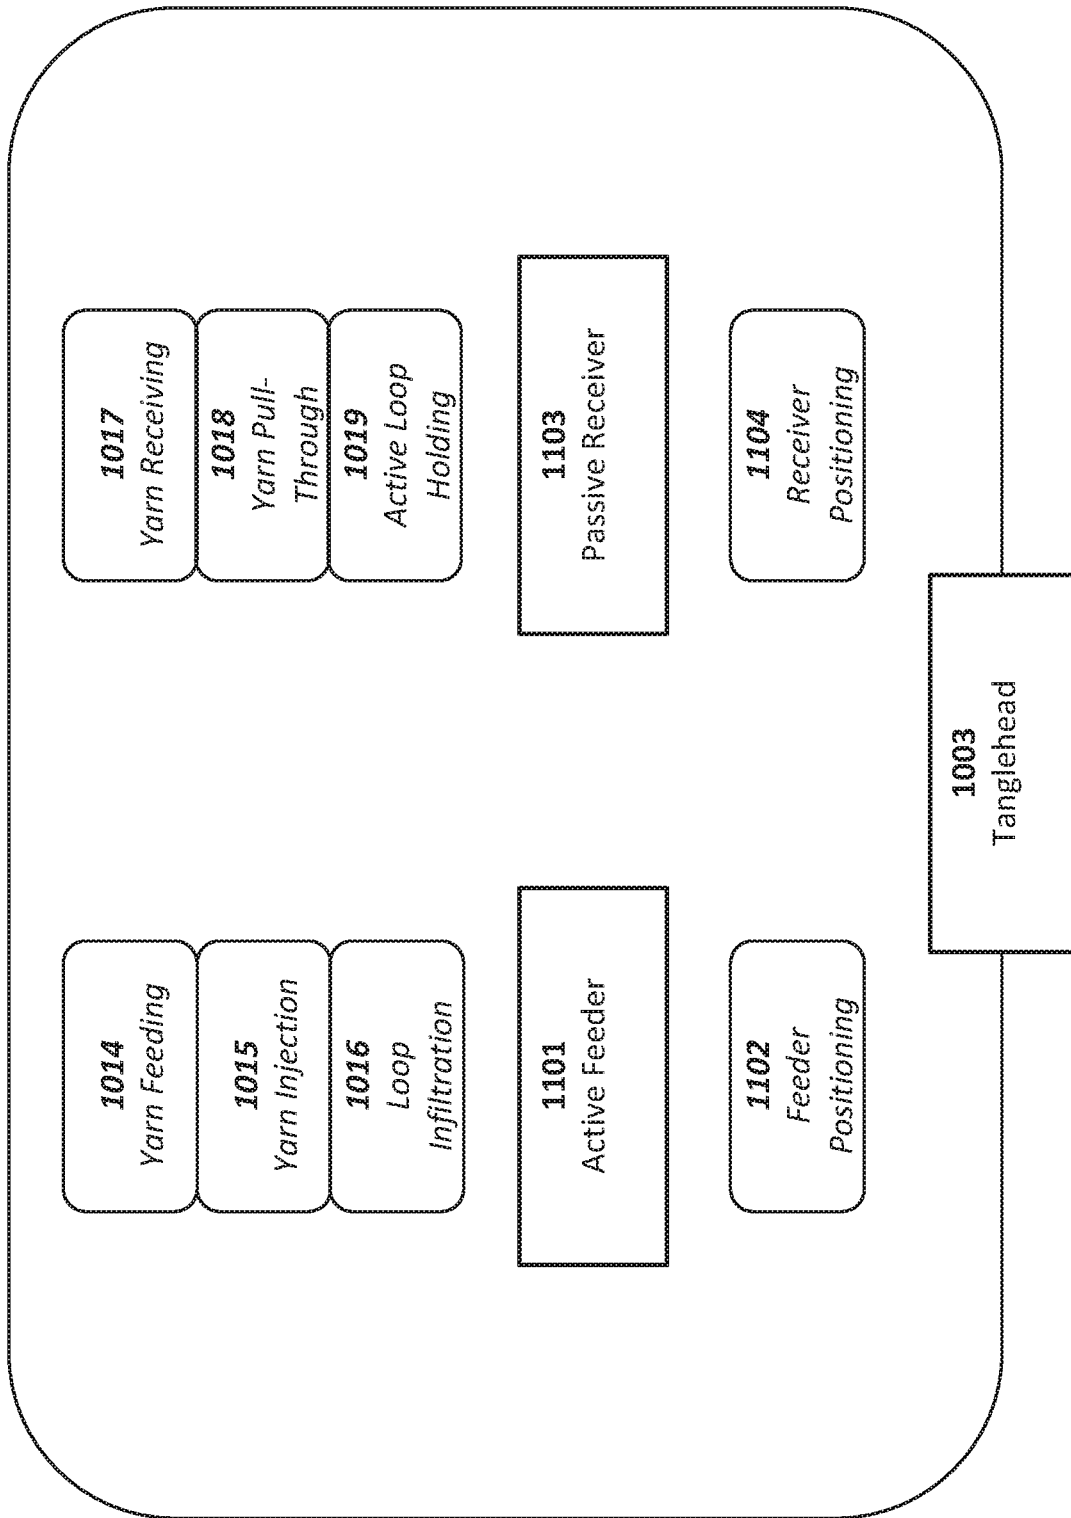 1014
Yarn Feeding
1015
Yarn Injection
1016
Loop
Infiltration
1101
Active Feeder
1102
Feeder
Positioning
1017
Yarn Receiving
1018
Yarn Pull-
Through
1019
Active Loop
Holding
1103
Passive Receiver
1104
Receiver
Positioning
1003
Tanglehead